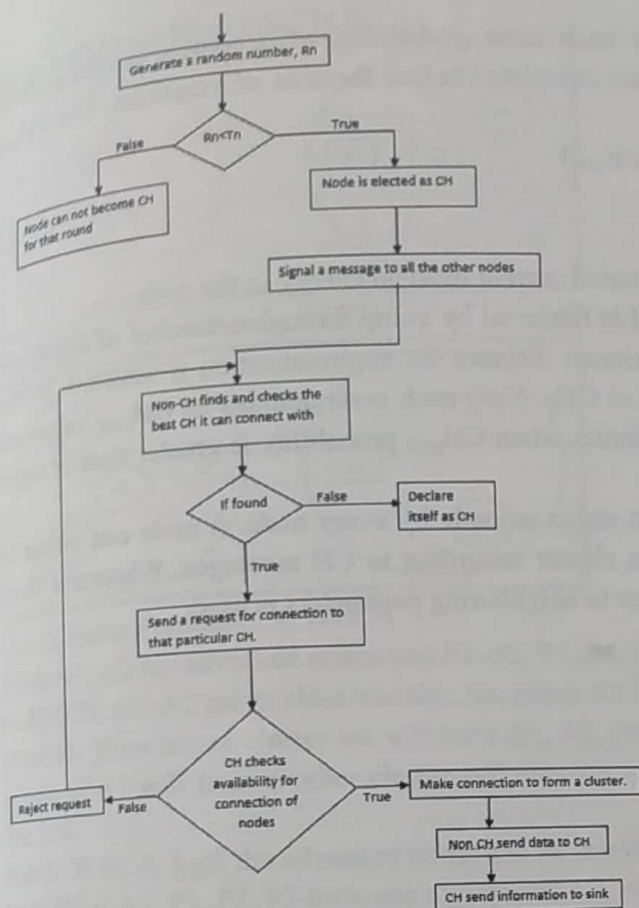 Generate a random number, Rn
Rn<Tn
False
True
Node can not become CH
for that round
Node is elected as CH
Signal a message to all the other nodes
Non-CH finds and checks the
best CH it can connect with
If found
False
Declare
itself as CH
True
Send a request for connection to
that particular CH.
CH checks
availability for
connection of
nodes
Reject request
False
True
Make connection to form a cluster.
Non CH send data to CH
CH send information to sink